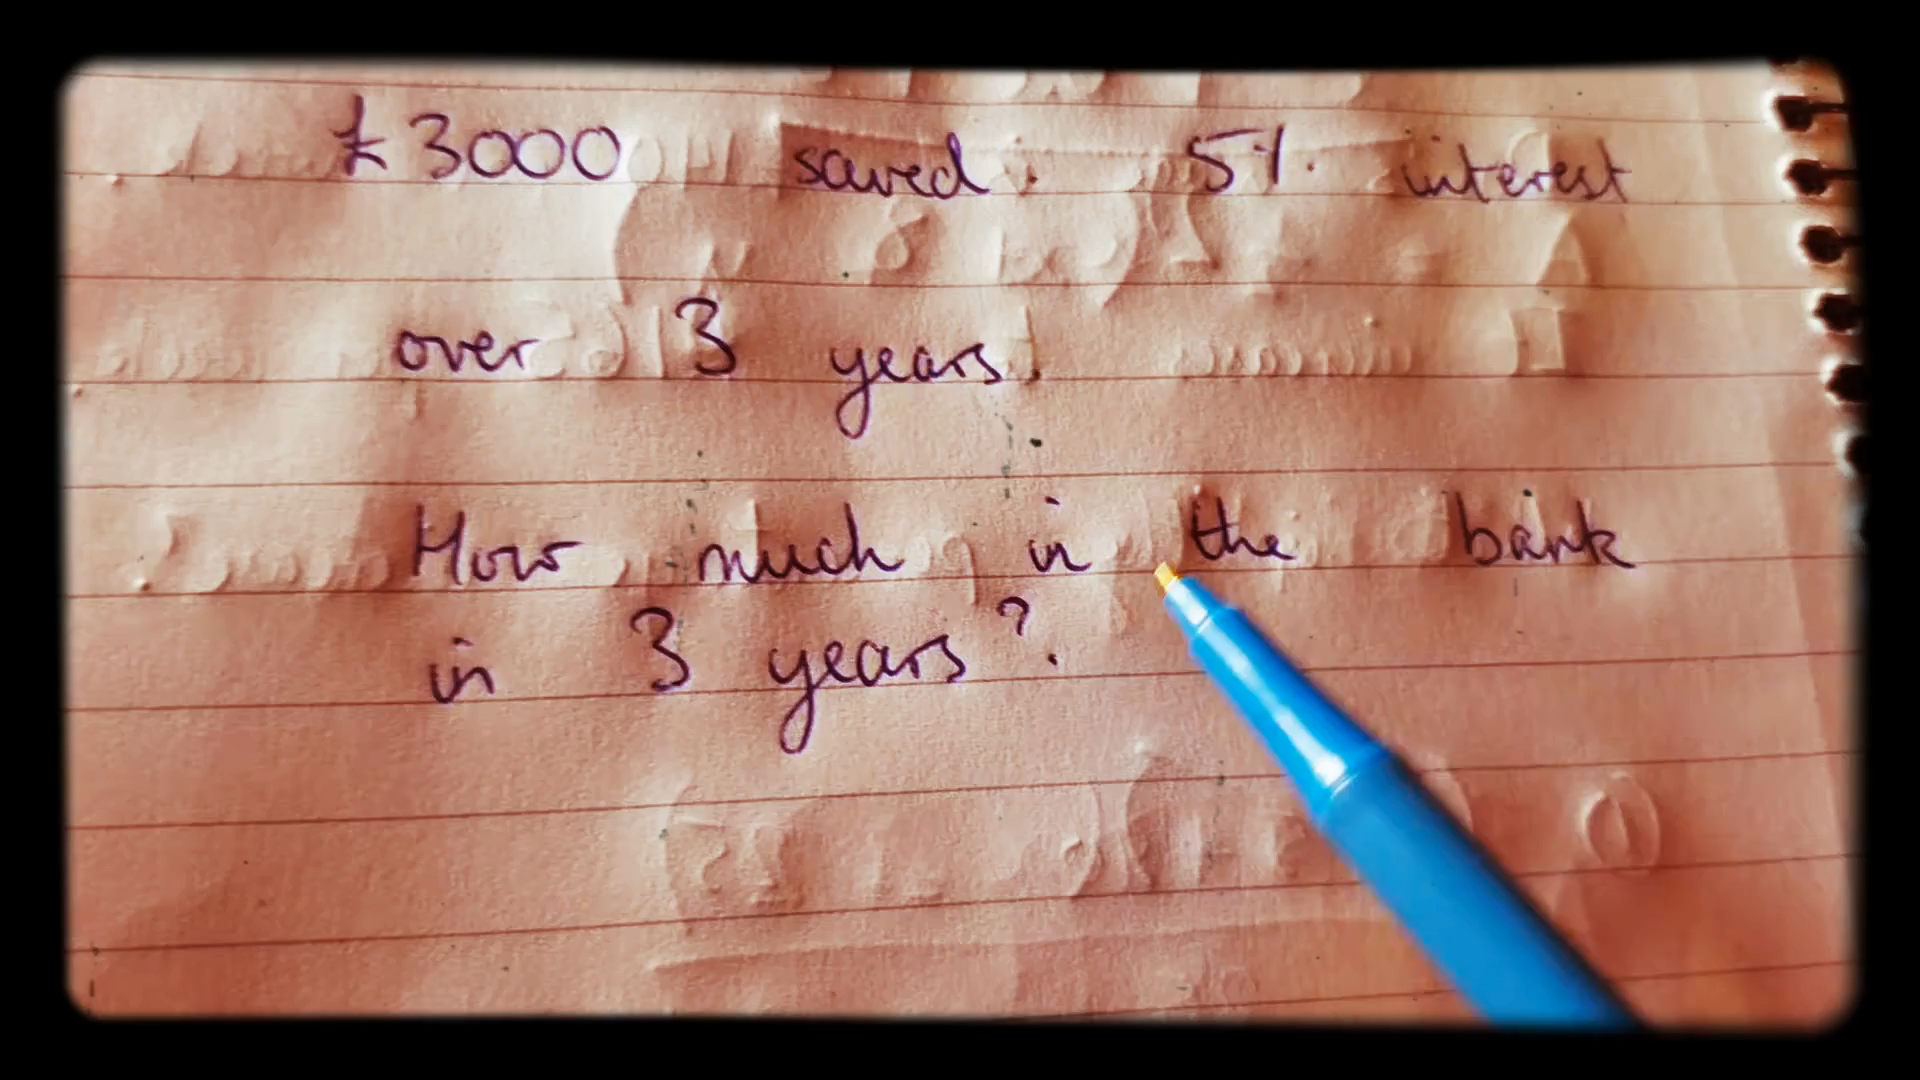 £3000 saved. 5% interest
over 3 years.
How much in the bank
in 3 years?